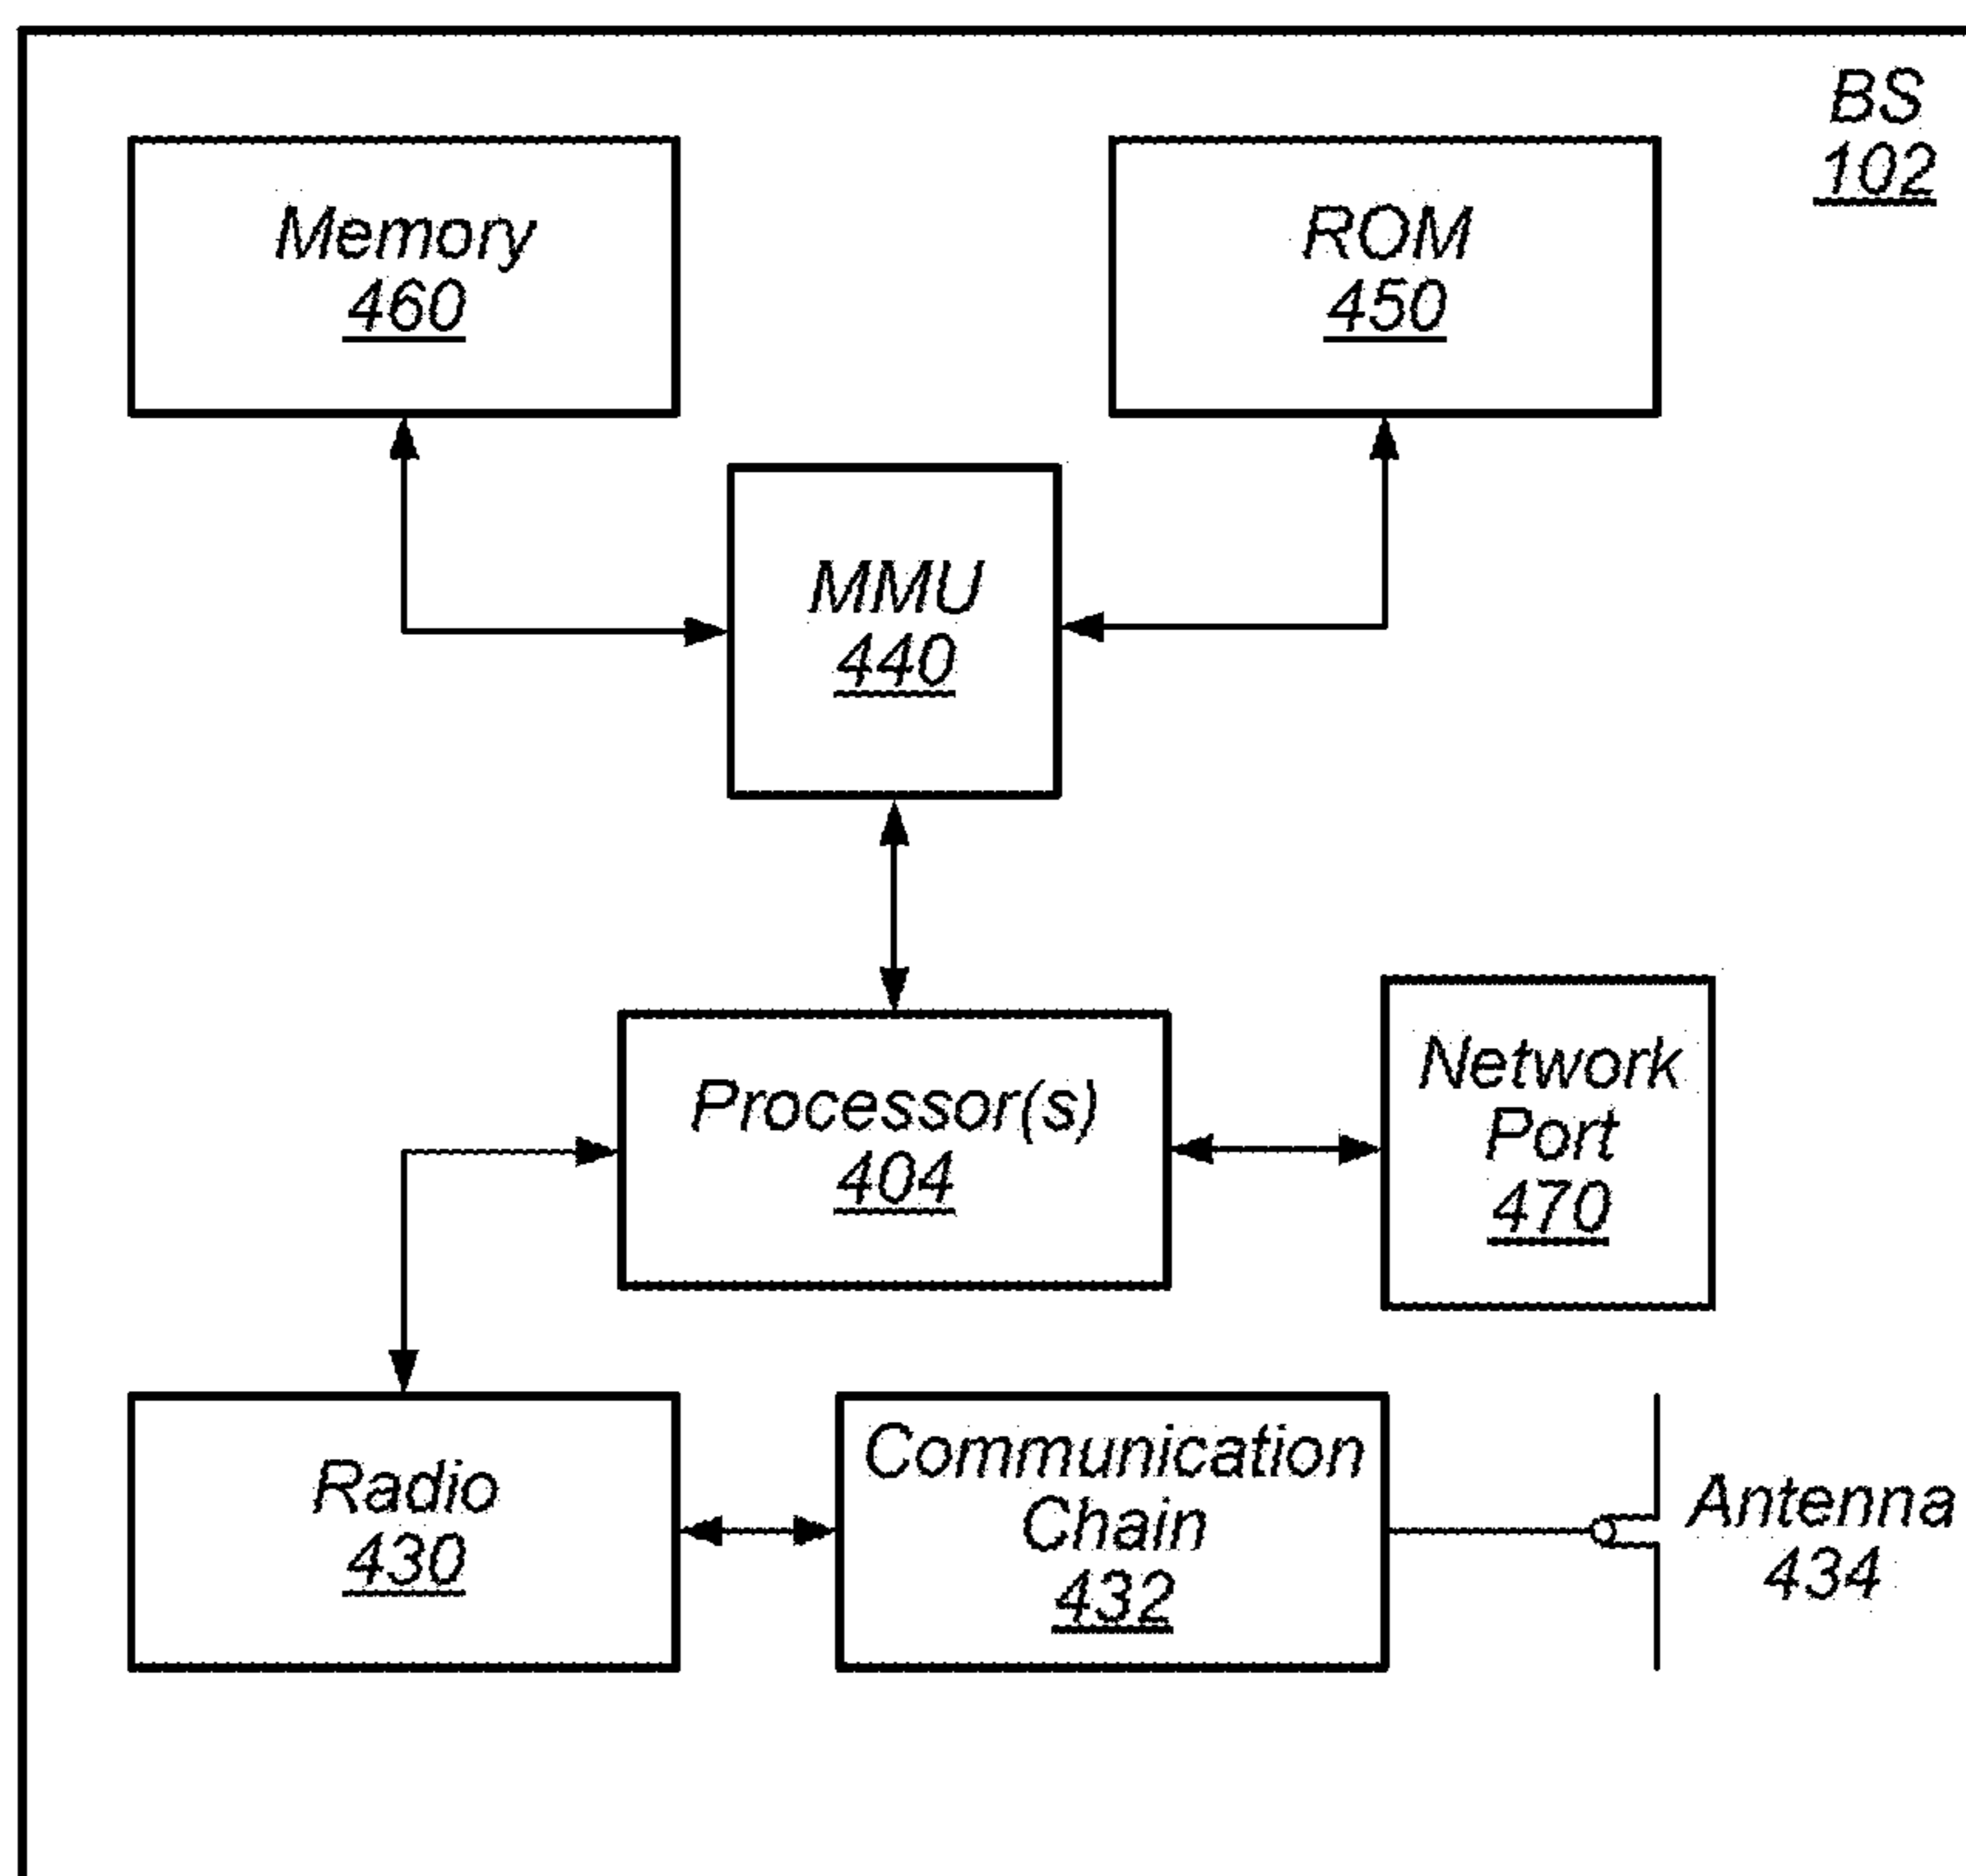 BS
102
Memory
460
ROM
450
MMU
440
Processor(s)
404
Network
Port
470
Radio
430
Communication
Chain
432
Antenna
434